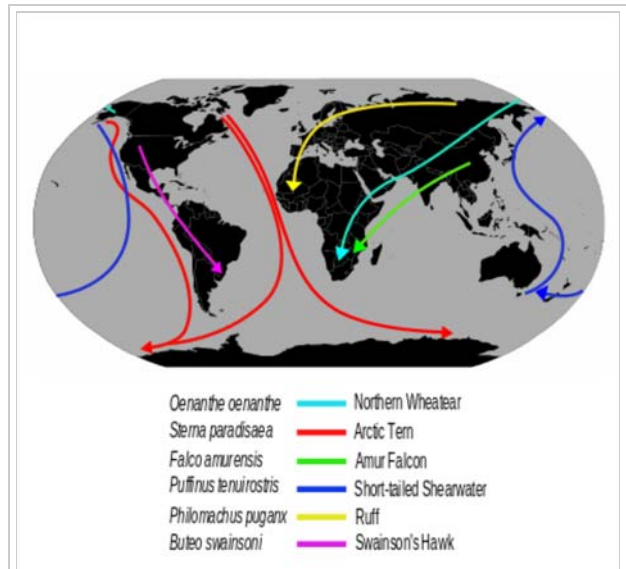 Oenanthe oenanthe Northern Wheatear
Sterna paradisaea Arctic Tern
Falco amurensis Amur Falcon
Puffinus tenuirostris Short-tailed Shearwater
Philomachus pugnax Ruff
Buteo swainsoni Swainson's Hawk